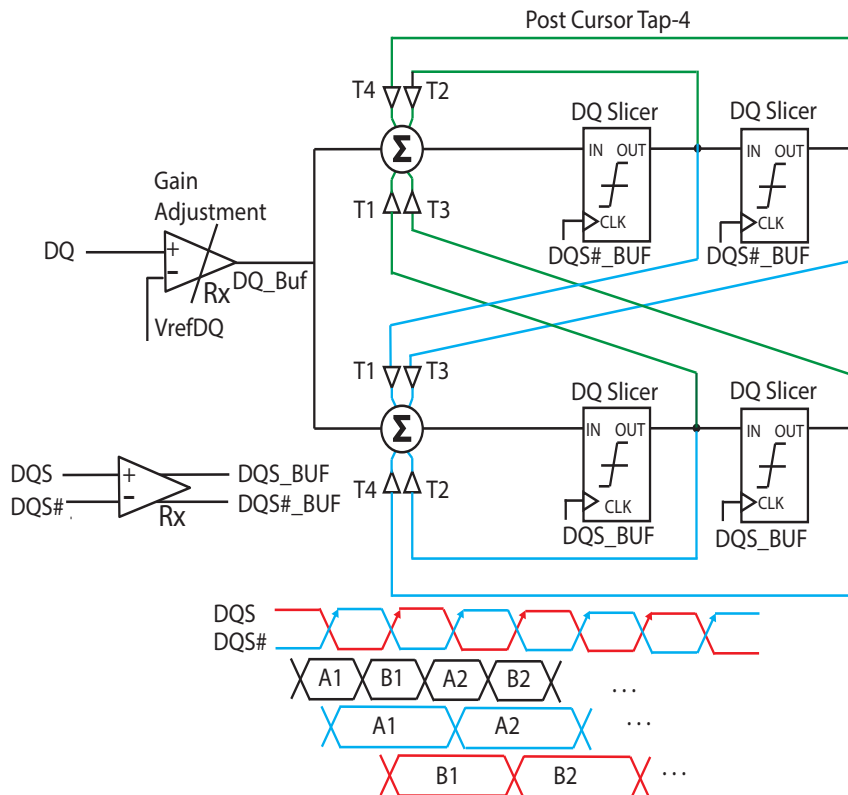 Post Cursor Tap-4
T4
T2
DQ Slicer
DQ Slicer
Σ
IN OUT
IN OUT
Gain
Adjustment
T1
T3
CLK
CLK
DQS#_BUF
DQS#_BUF
DQ
+
−
Rx
DQ_Buf
VrefDQ
T1
T3
DQ Slicer
DQ Slicer
Σ
IN OUT
IN OUT
DQS
+
DQS_BUF
DQS#
−
DQS#_BUF
Rx
T4
T2
CLK
CLK
DQS_BUF
DQS_BUF
DQS
DQS#
A1 B1 A2 B2 ...
A1 A2 ...
B1 B2 ...